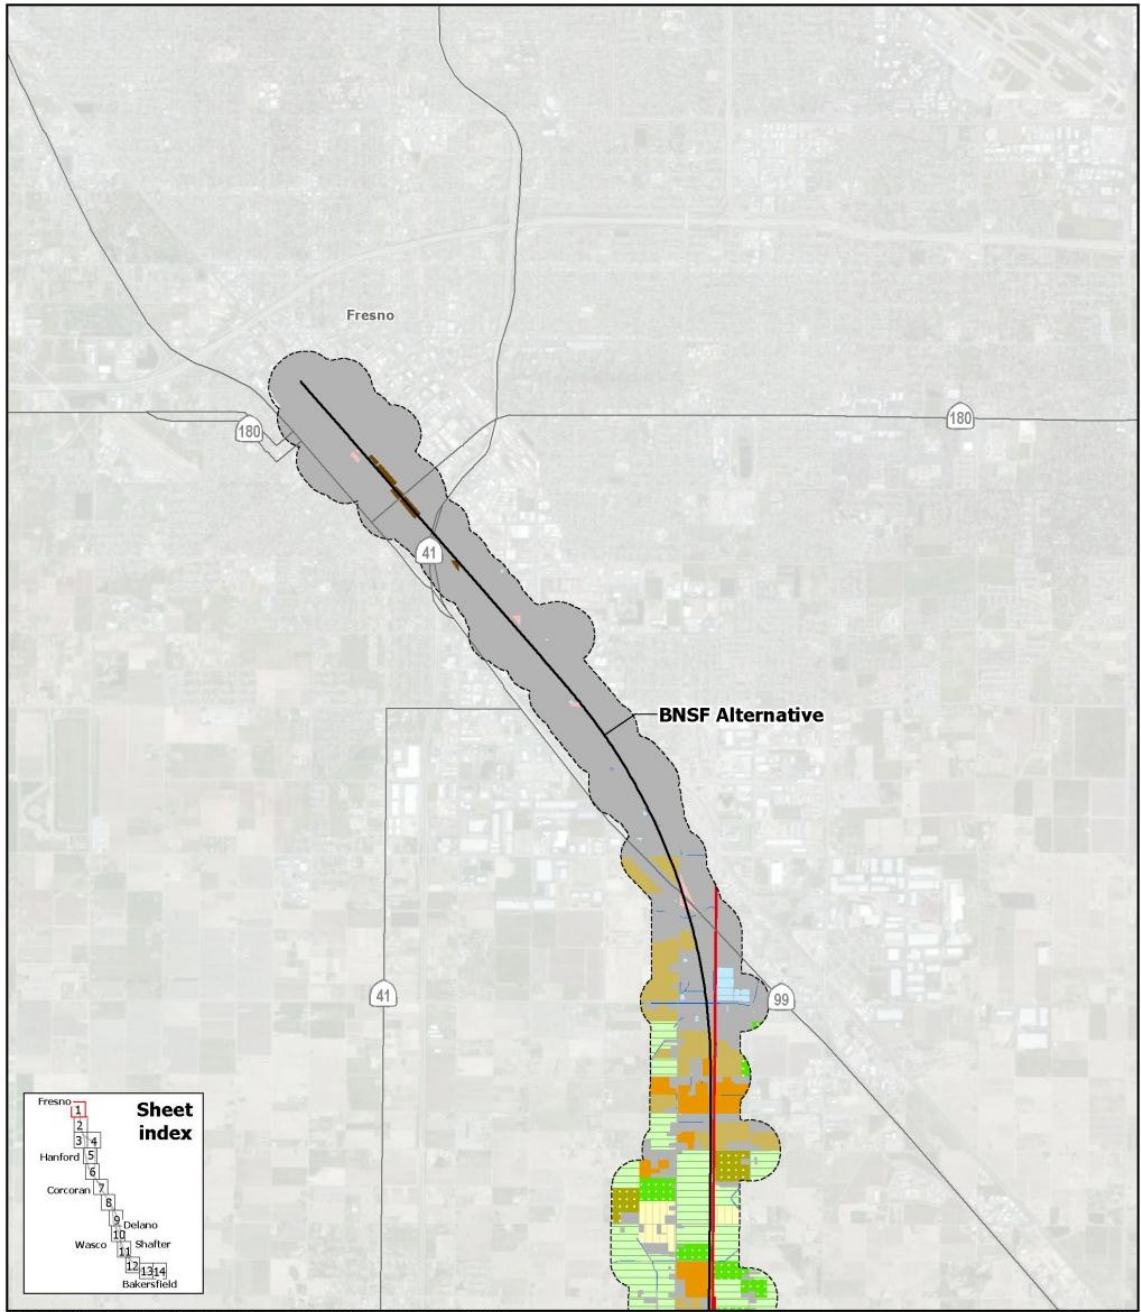 Fresno
180
180
41
BNSF Alternative
41
99
Sheet
index
Fresno
1
2
3
4
Hanford
5
6
Corcoran
7
8
9
Delano
10
Wasco
11
Shafter
12
13
14
Bakersfield